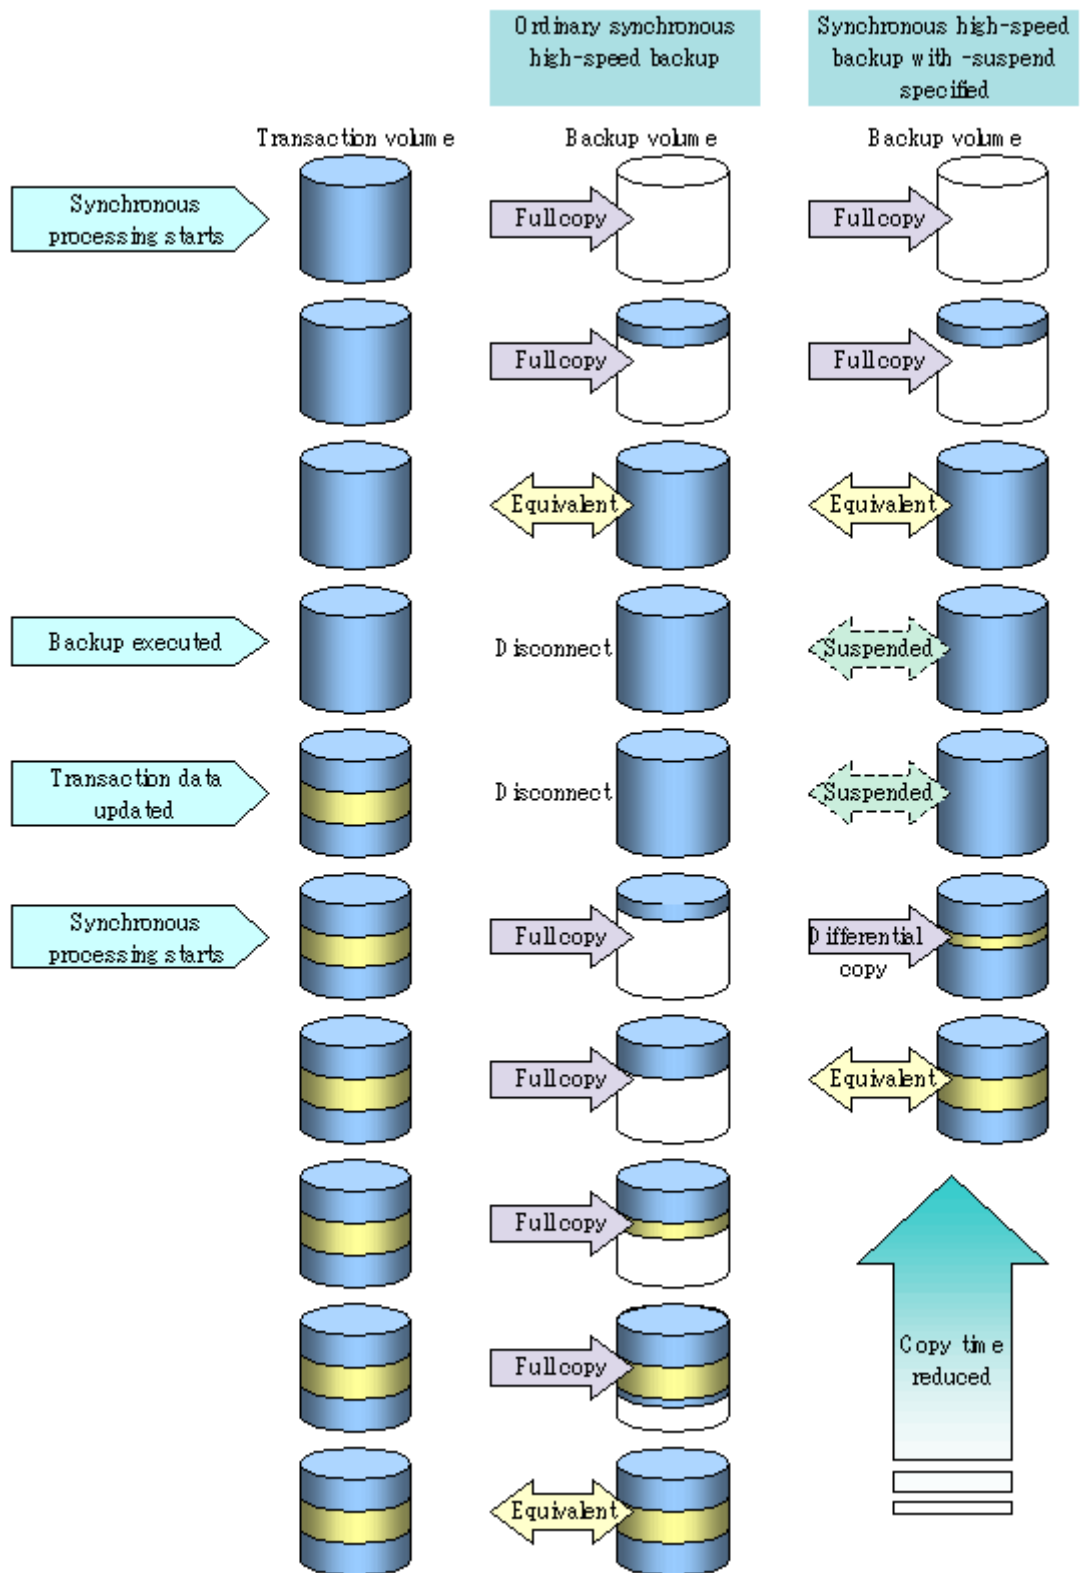 Ordinary synchronous
high-speed backup
Synchronous high-speed
backup with -suspend
specified
Transaction volume
Backup volume
Backup volume
Synchronous
processing starts
Full copy
Full copy
Full copy
Full copy
Equivalent
Equivalent
Backup executed
Disconnect
Suspended
Transaction data
updated
Disconnect
Suspended
Synchronous
processing starts
Full copy
Differential
copy
Full copy
Equivalent
Full copy
Full copy
Copy time
reduced
Equivalent